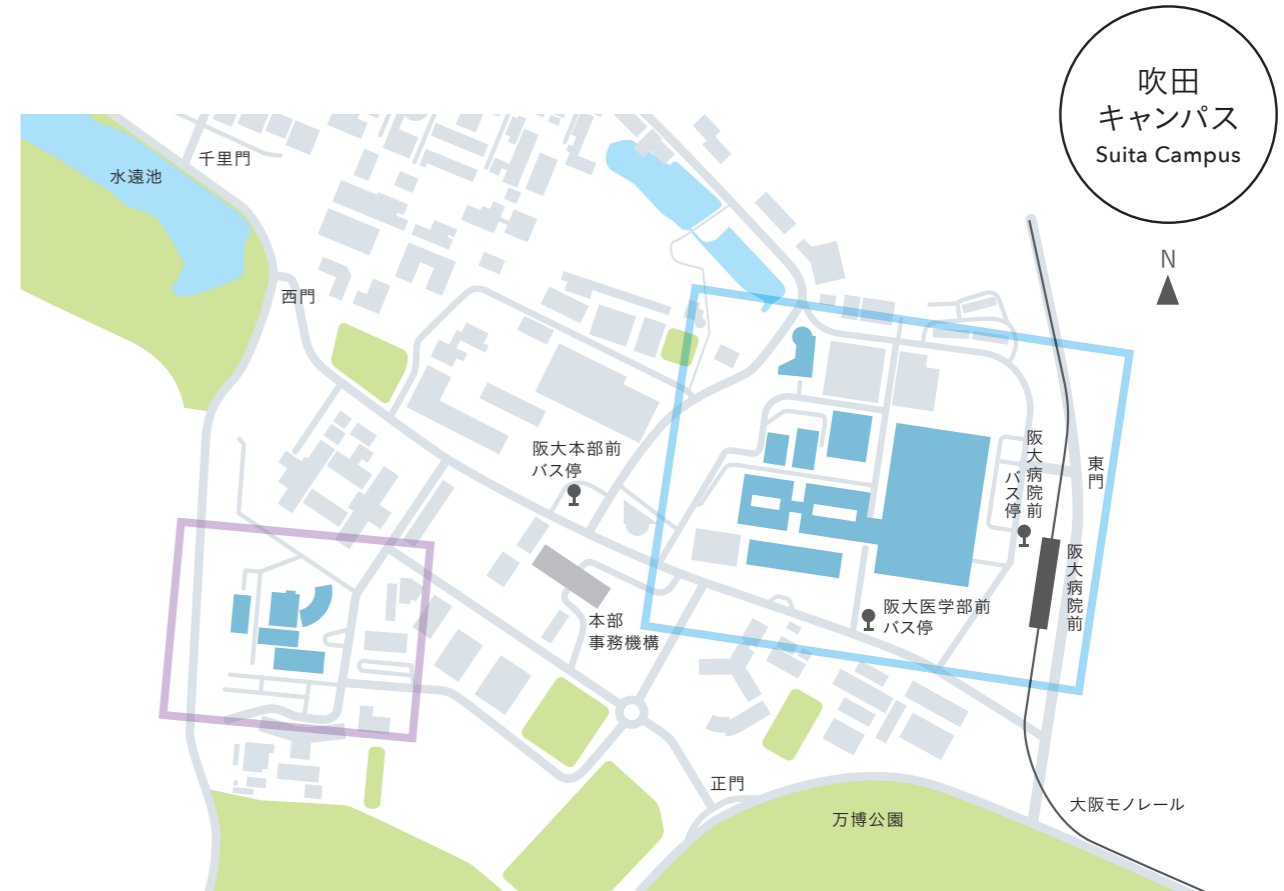 吹田
キャンパス
Suita Campus
N
千里門
水遠池
西門
阪大本部前
バス停
阪大病院前
バス停
東門
阪大病院前
阪大医学部前
バス停
本部
事務機構
正門
大阪モノレール
万博公園